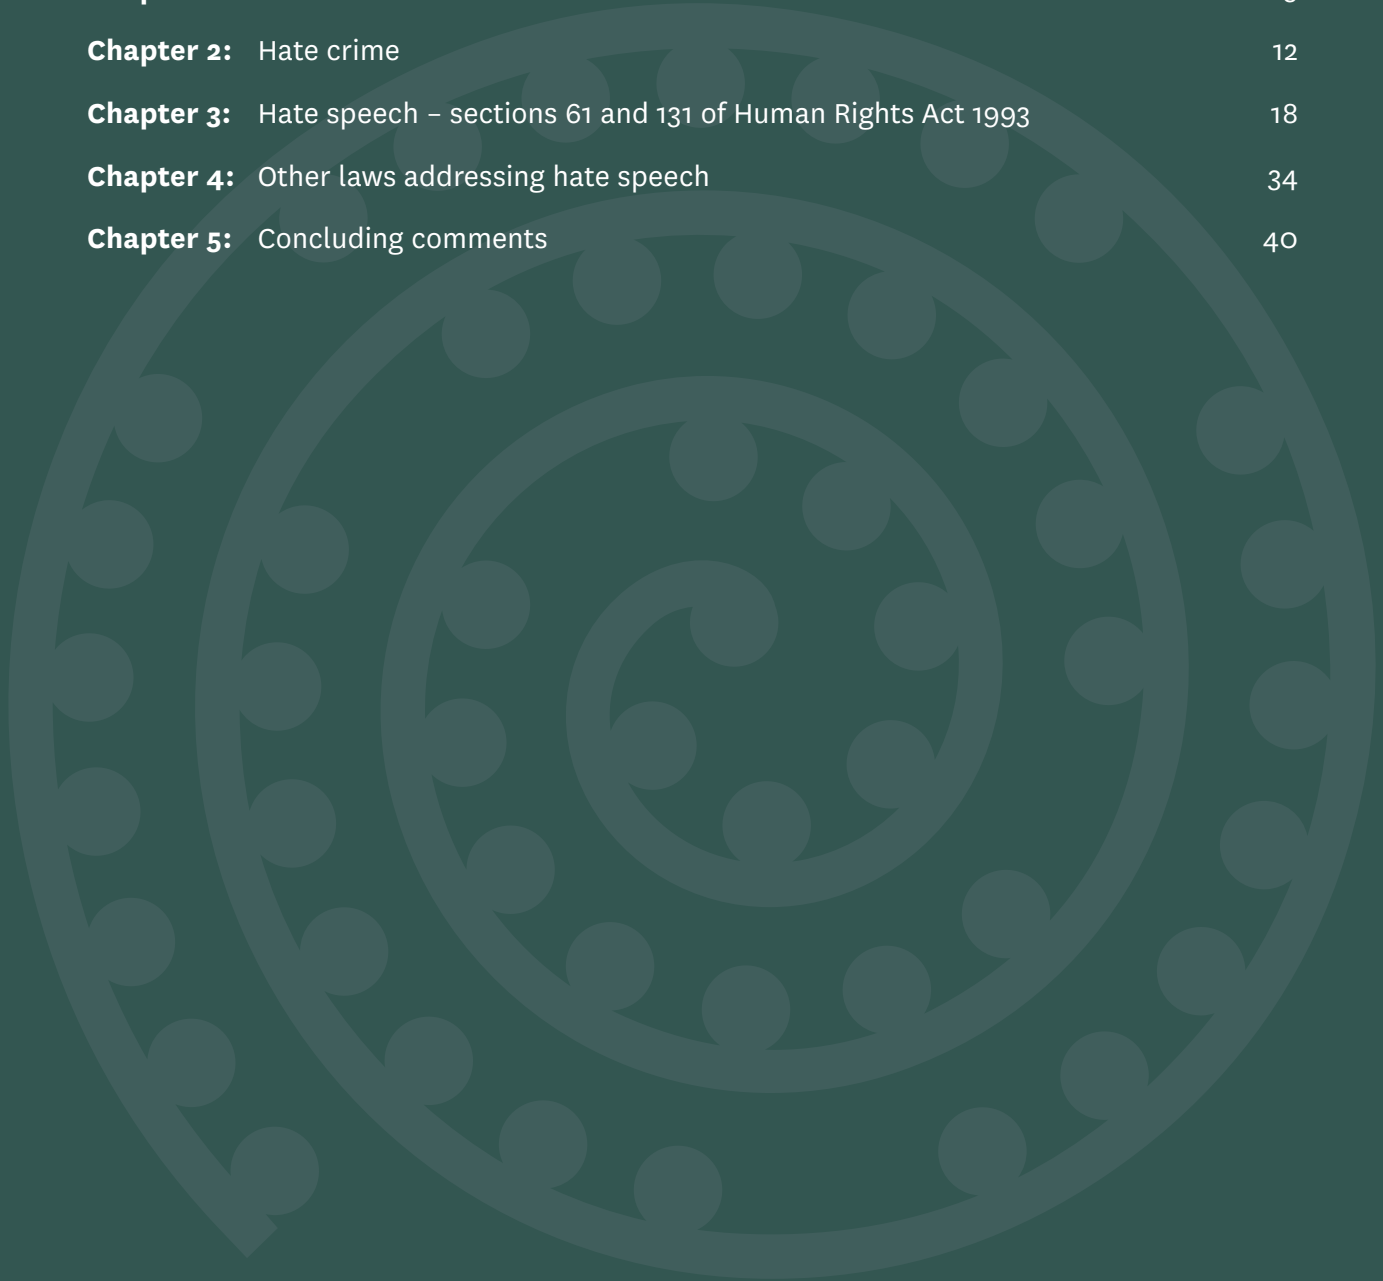 Chapter 2: Hate crime 12
Chapter 3: Hate speech – sections 61 and 131 of Human Rights Act 1993 18
Chapter 4: Other laws addressing hate speech 34
Chapter 5: Concluding comments 40